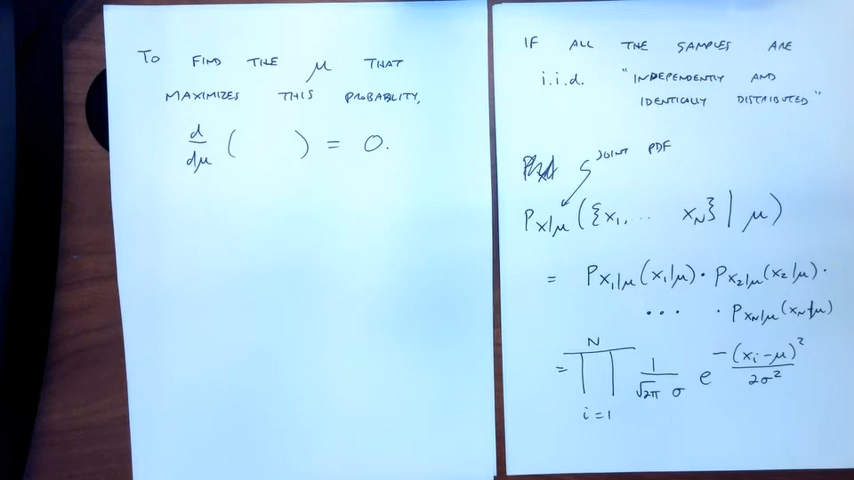 To FIND THE μ THAT
MAXIMIZES THIS PROBABLITY,
d/dμ ( ) = 0.
IF ALL THE SAMPLES ARE
i.i.d. "INDEPENDENTLY AND
IDENTICALLY DISTRIBUTED"
JOINT PDF
P_{X|μ} ({x_1, ... x_N} | μ)
= P_{X_1|μ}(x_1|μ) · P_{X_2|μ}(x_2|μ) ·
... · P_{X_N|μ}(x_N|μ)
= ∏_{i=1}^{N} 1/(√2π σ) e^{-(x_i-μ)^2/2σ^2}